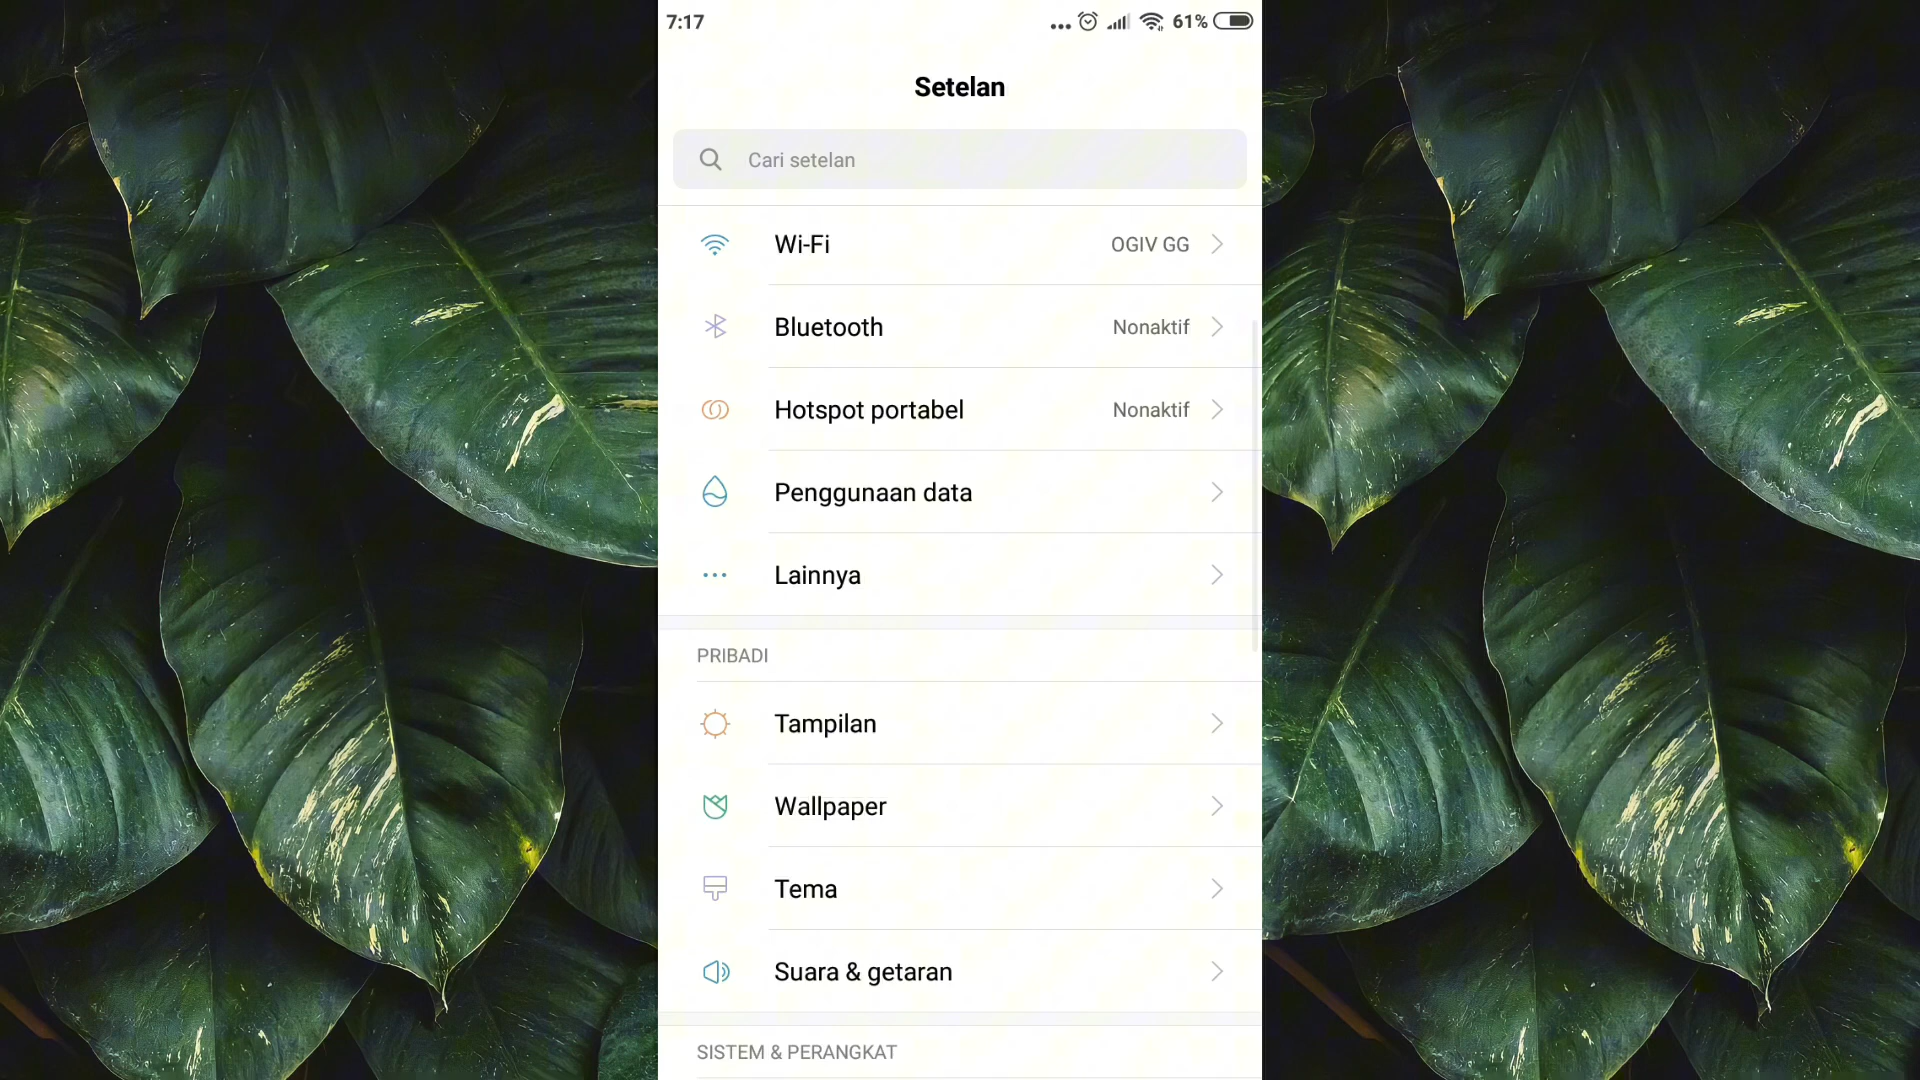 7:17
61%
Setelan
Cari setelan
Wi-Fi
OGIV GG
Bluetooth
Nonaktif
Hotspot portabel
Nonaktif
Penggunaan data
Lainnya
PRIBADI
Tampilan
Wallpaper
Tema
Suara & getaran
SISTEM & PERANGKAT